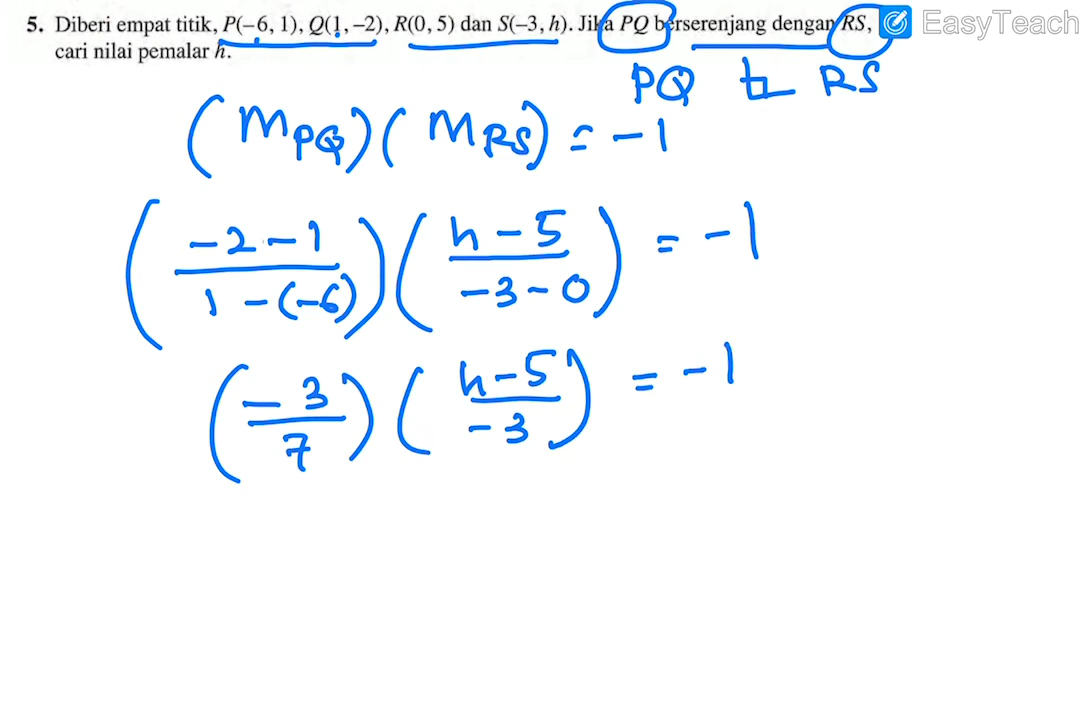 5. Diberi empat titik, P(−6, 1), Q(1, −2), R(0, 5) dan S(−3, h). Jika PQ berserenjang dengan RS, EasyTeach
cari nilai pemalar h.
PQ RS
(mPQ)(mRS) = −1
(−2−1 / 1−(−6))(h−5 / −3−0) = −1
(−3 / 7)(h−5 / −3) = −1